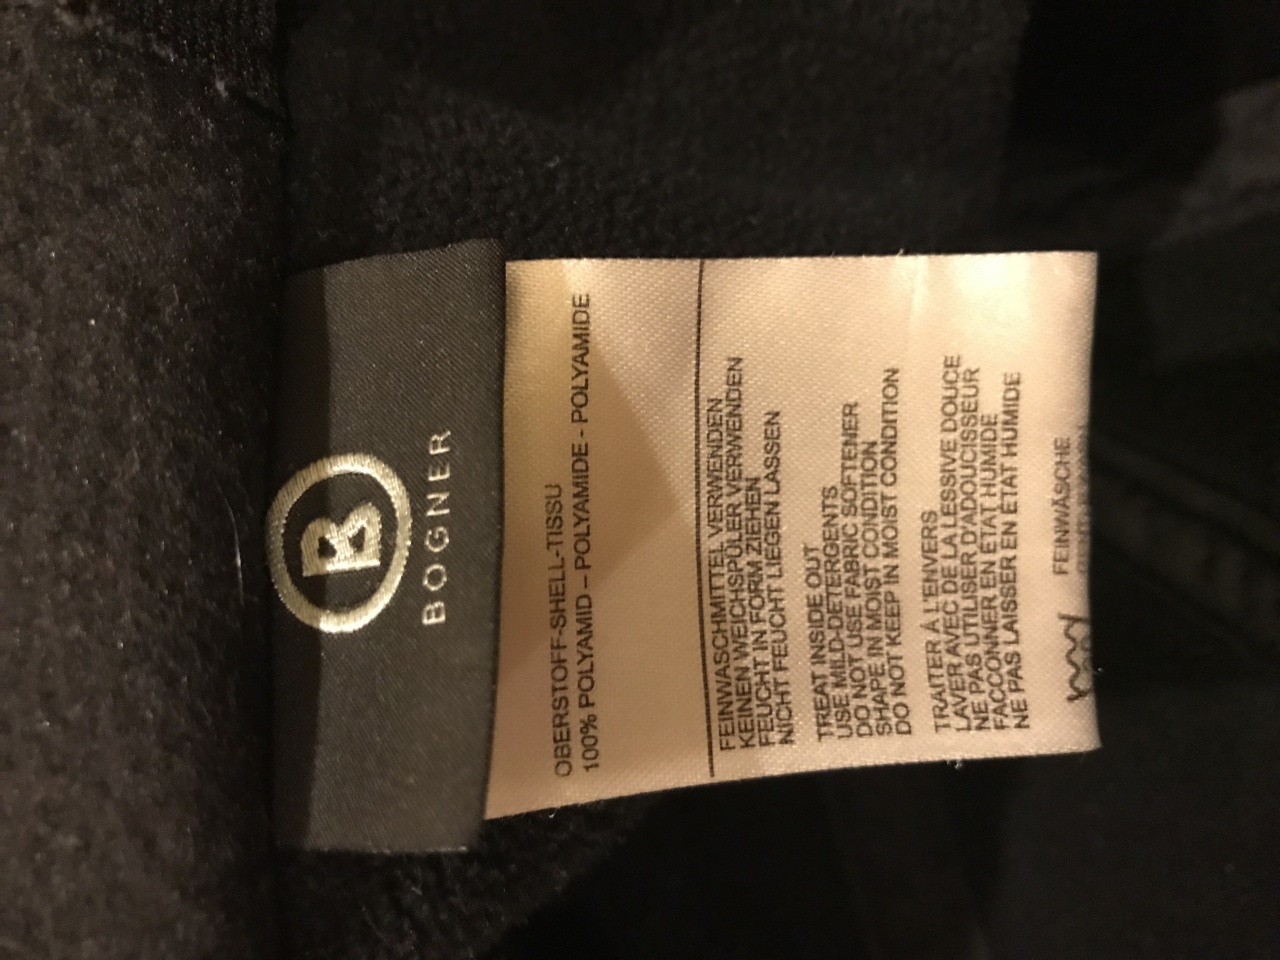 B
BOGNER
OBERSTOFF-SHELL-TISSU
100% POLYAMID – POLYAMIDE - POLYAMIDE
FEINWASCHMITTEL VERWENDEN
KEINEN WEICHSPÜLER VERWENDEN
FEUCHT IN FORM ZIEHEN
NICHT FEUCHT LIEGEN LASSEN
TREAT INSIDE OUT
USE MILD-DETERGENTS
DO NOT USE FABRIC SOFTENER
SHAPE IN MOIST CONDITION
DO NOT KEEP IN MOIST CONDITION
TRAITER À L'ENVERS
LAVER AVEC DE LA LESSIVE DOUCE
NE PAS UTILISER D'ADOUCISSEUR
FACCONNER EN ÉTAT HUMIDE
NE PAS LAISSER EN ÉTAT HUMIDE
FEINWÄSCHE